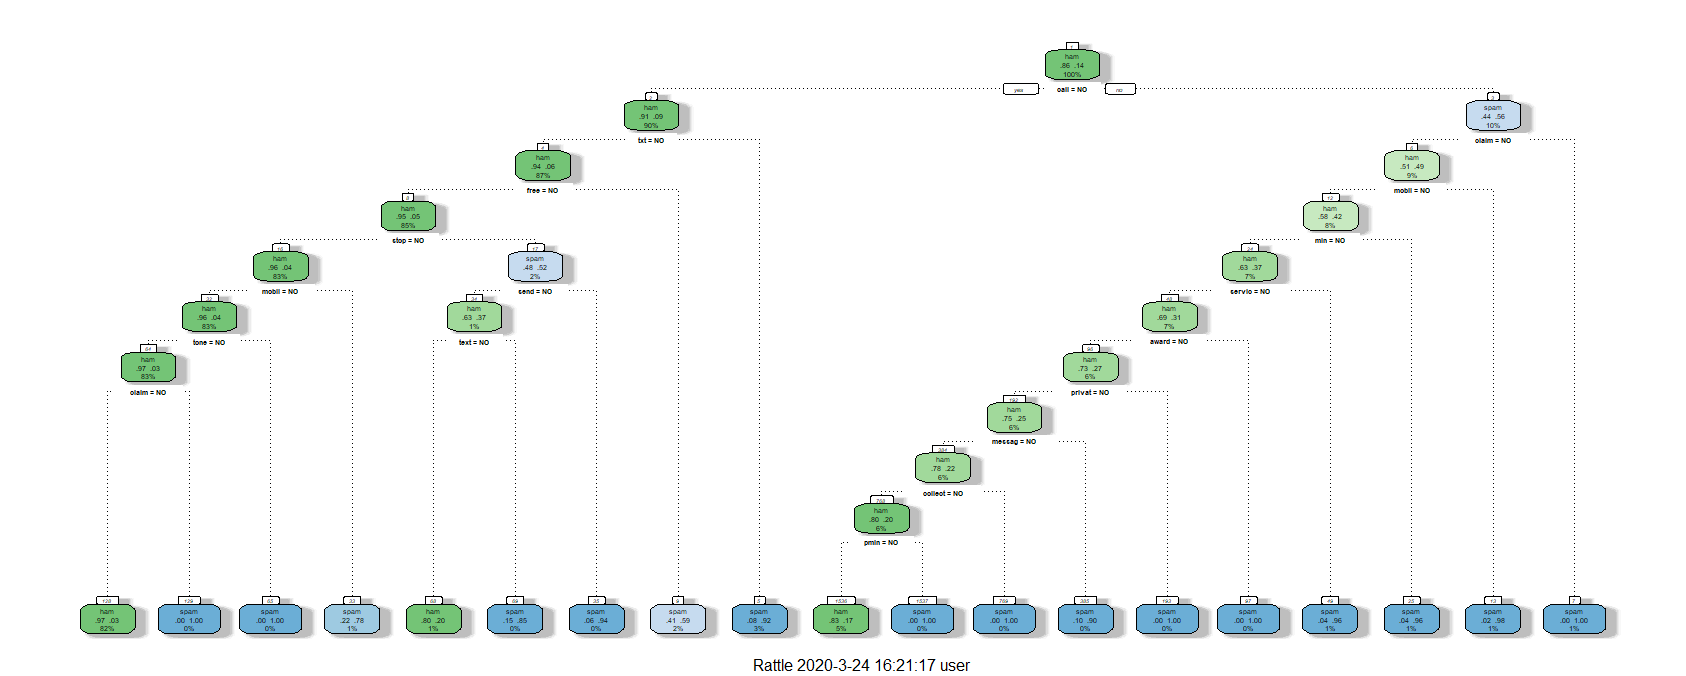 1
ham
.86 .14
100%
yes
call = NO
no
2
ham
.91 .09
90%
txt = NO
3
spam
.44 .56
10%
claim = NO
4
ham
.94 .06
87%
free = NO
6
ham
.51 .49
9%
mobil = NO
8
ham
.95 .05
85%
stop = NO
12
ham
.58 .42
8%
min = NO
16
ham
.96 .04
83%
mobil = NO
17
spam
.48 .52
2%
send = NO
24
ham
.63 .37
7%
servic = NO
32
ham
.96 .04
83%
tone = NO
34
ham
.63 .37
1%
text = NO
48
ham
.69 .31
7%
award = NO
64
ham
.97 .03
83%
claim = NO
96
ham
.73 .27
6%
privat = NO
192
ham
.75 .25
6%
messag = NO
384
ham
.78 .22
6%
collect = NO
768
ham
.80 .20
6%
pmin = NO
128
ham
.97 .03
82%
129
spam
.00 1.00
0%
65
spam
.00 1.00
0%
33
spam
.22 .78
1%
68
ham
.80 .20
1%
69
spam
.15 .85
0%
35
spam
.06 .94
0%
9
spam
.41 .59
2%
5
spam
.08 .92
3%
1536
ham
.83 .17
5%
1537
spam
.00 1.00
0%
769
spam
.00 1.00
0%
385
spam
.10 .90
0%
193
spam
.00 1.00
0%
97
spam
.00 1.00
0%
49
spam
.04 .96
1%
25
spam
.04 .96
1%
13
spam
.02 .98
1%
7
spam
.00 1.00
1%
Rattle 2020-3-24 16:21:17 user